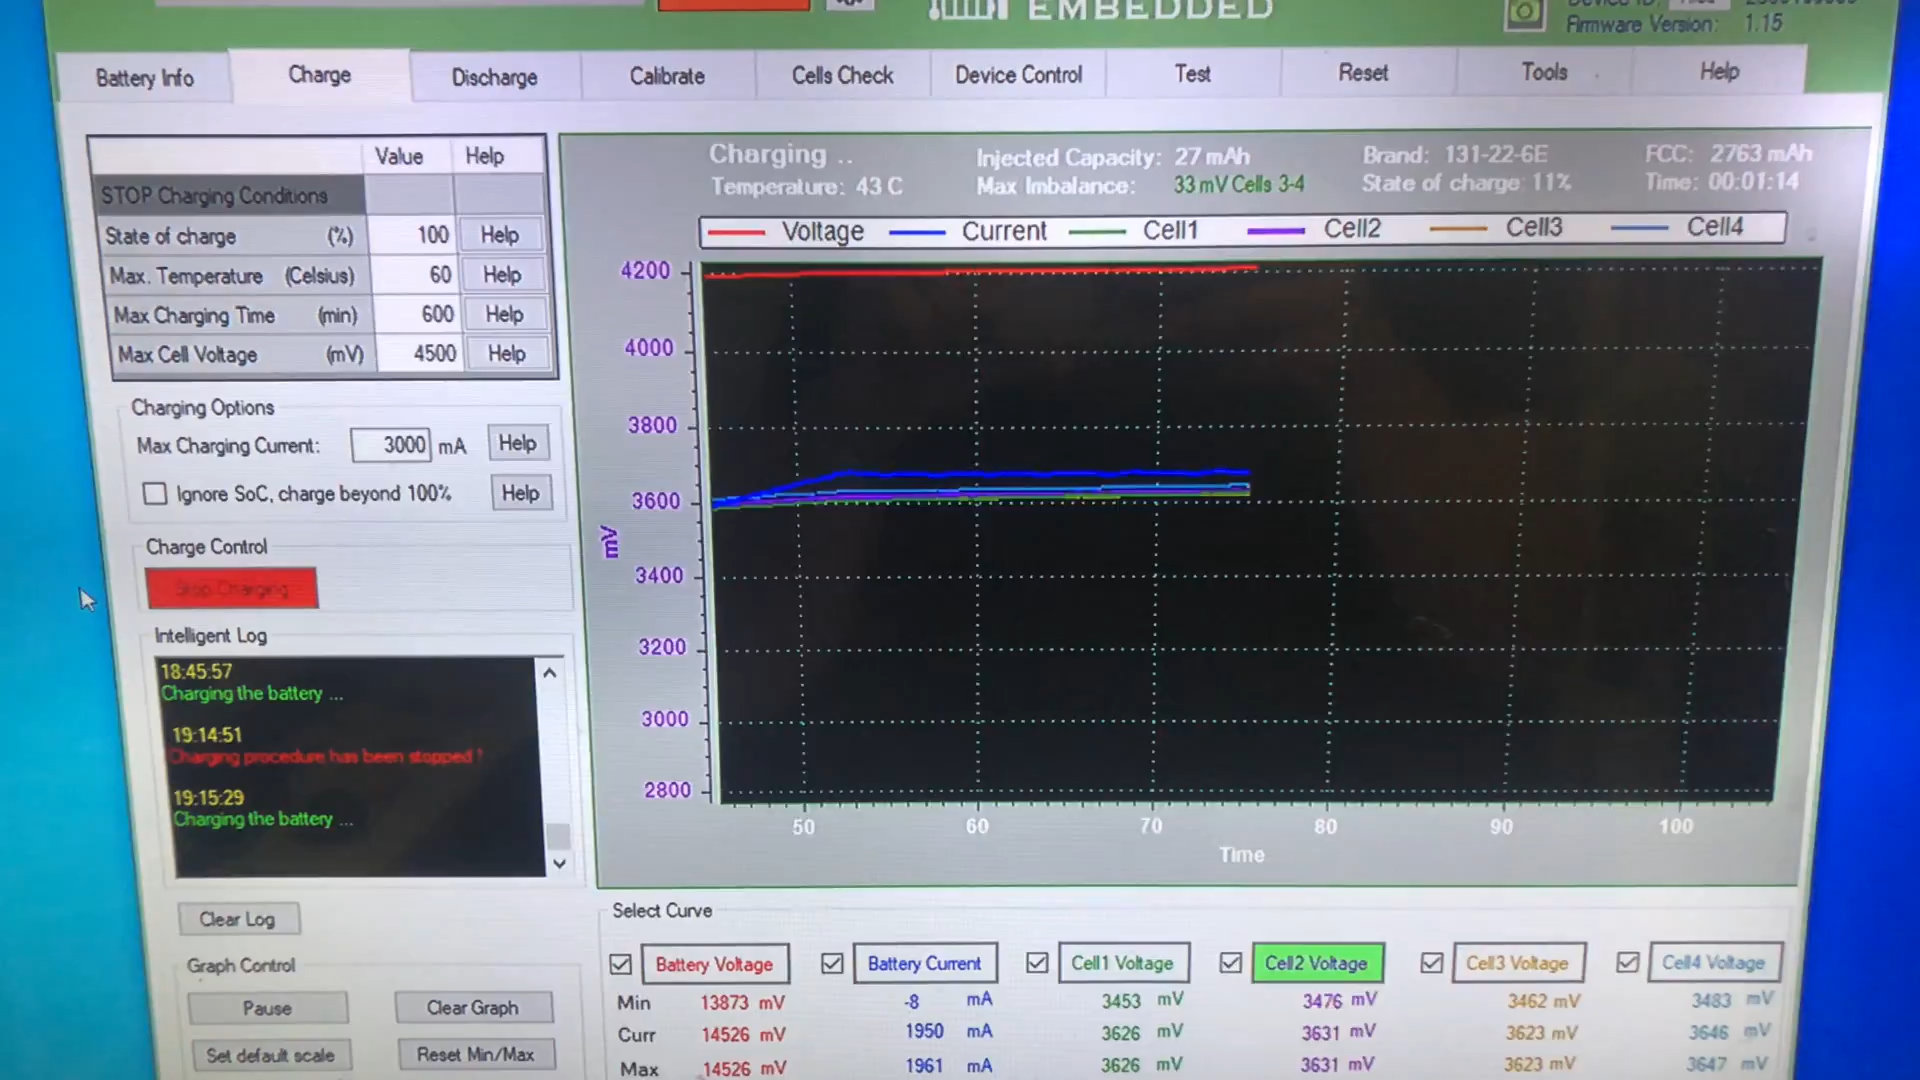 EMBEDDED
Firmware Version: 1.15
Battery Info Charge Discharge Calibrate Cells Check Device Control Test Reset Tools Help
Value Help
STOP Charging Conditions
State of charge (%) 100 Help
Max. Temperature (Celsius) 60 Help
Max Charging Time (min) 600 Help
Max Cell Voltage (mV) 4500 Help
Charging Options
Max Charging Current: 3000 mA Help
Ignore SoC, charge beyond 100% Help
Charge Control
Stop Charging
Intelligent Log
18:45:57
Charging the battery ...
19:14:51
Charging procedure has been stopped !
19:15:29
Charging the battery ...
Clear Log
Graph Control
Pause Clear Graph
Set default scale Reset Min/Max
Charging .. Injected Capacity: 27 mAh Brand: 131-22-6E FCC: 2763 mAh
Temperature: 43 C Max Imbalance: 33 mV Cells 3-4 State of charge 11% Time: 00:01:14
Voltage Current Cell1 Cell2 Cell3 Cell4
4200
4000
3800
3600
mV
3400
3200
3000
2800
50 60 70 80 90 100
Time
Select Curve
Battery Voltage Battery Current Cell1 Voltage Cell2 Voltage Cell3 Voltage Cell4 Voltage
Min 13873 mV -8 mA 3453 mV 3476 mV 3462 mV 3483 mV
Curr 14526 mV 1950 mA 3626 mV 3631 mV 3623 mV 3646 mV
Max 14526 mV 1961 mA 3626 mV 3631 mV 3623 mV 3647 mV